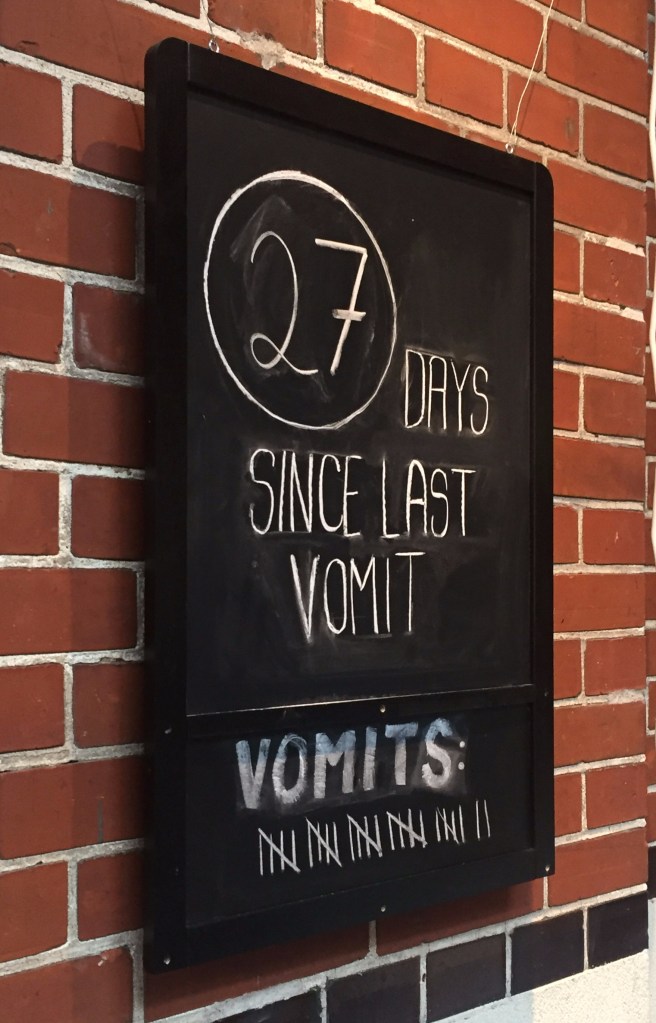 27 DAYS
SINCE LAST
VOMIT
VOMITS: